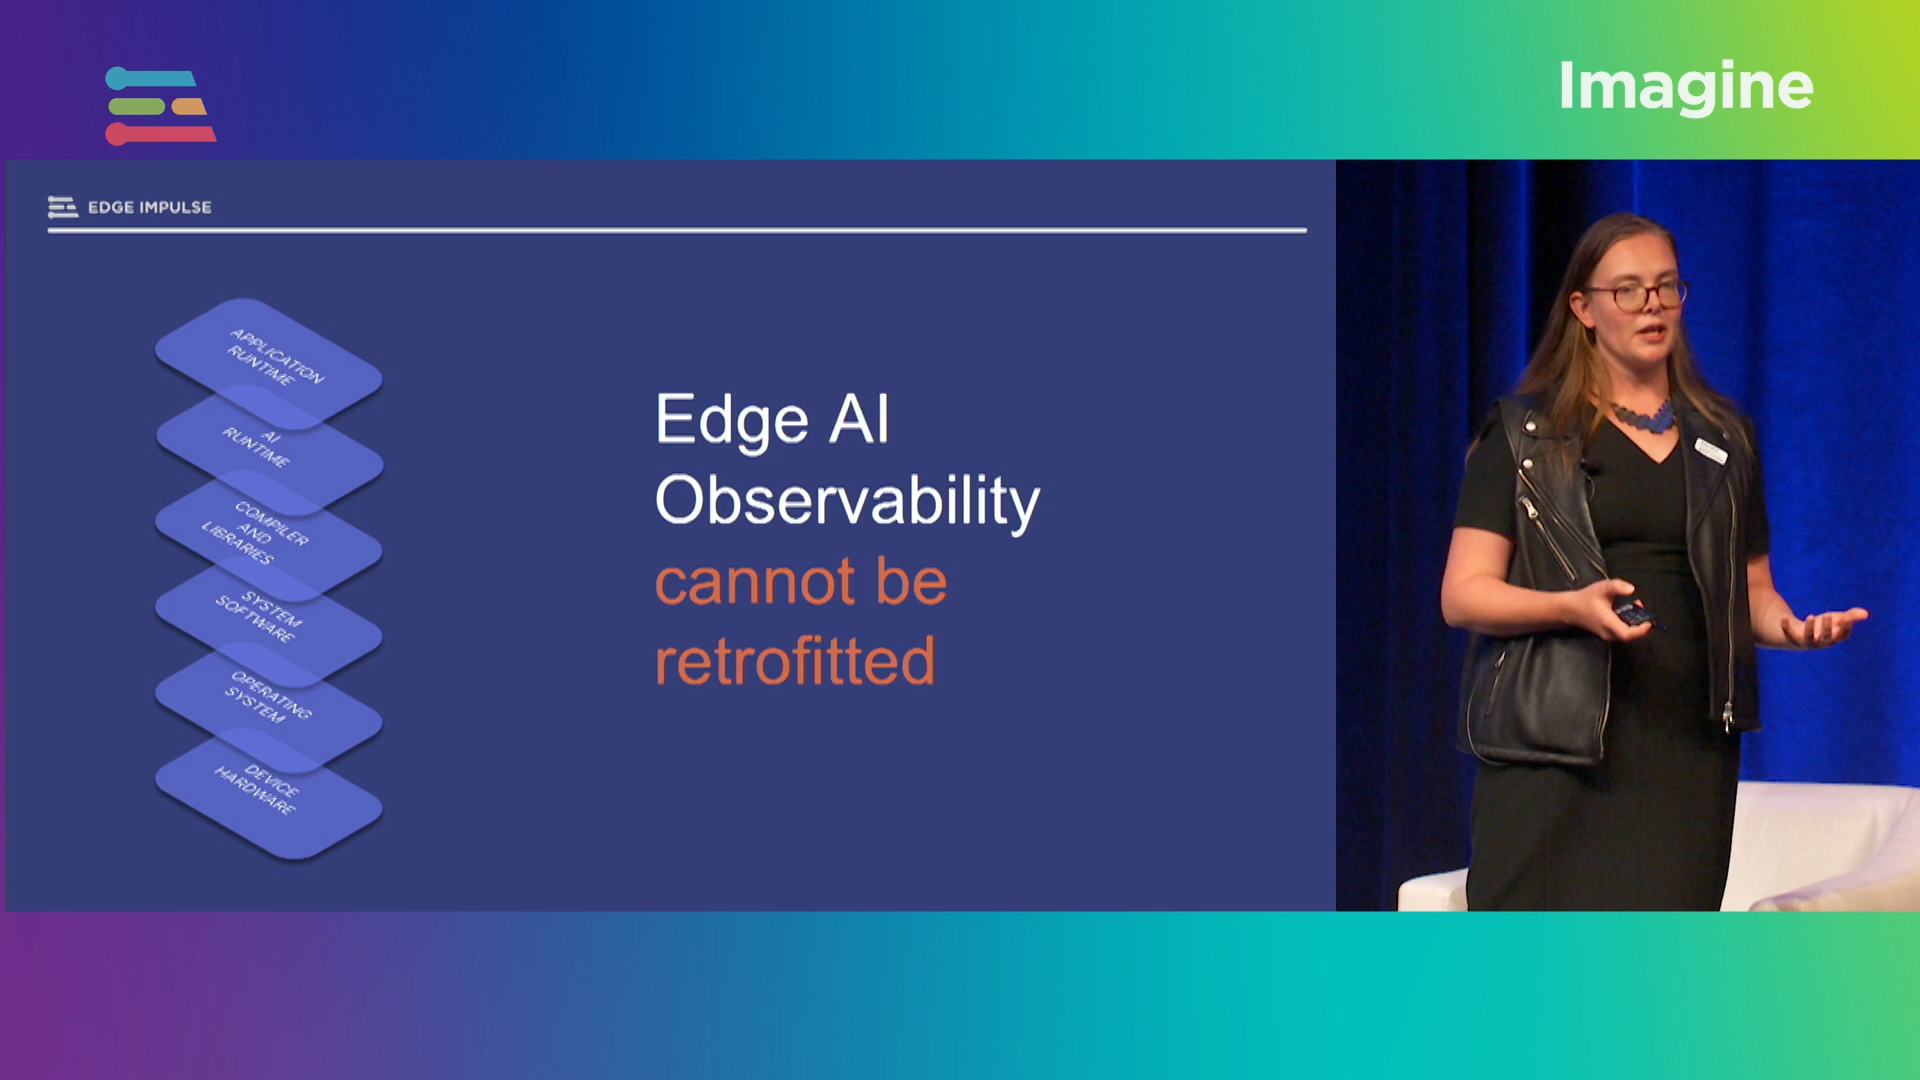 Imagine
EDGE IMPULSE
APPLICATION
RUNTIME
AI
RUNTIME
COMPILER
AND
LIBRARIES
SYSTEM
SOFTWARE
OPERATING
SYSTEM
DEVICE
HARDWARE
Edge AI
Observability
cannot be
retrofitted